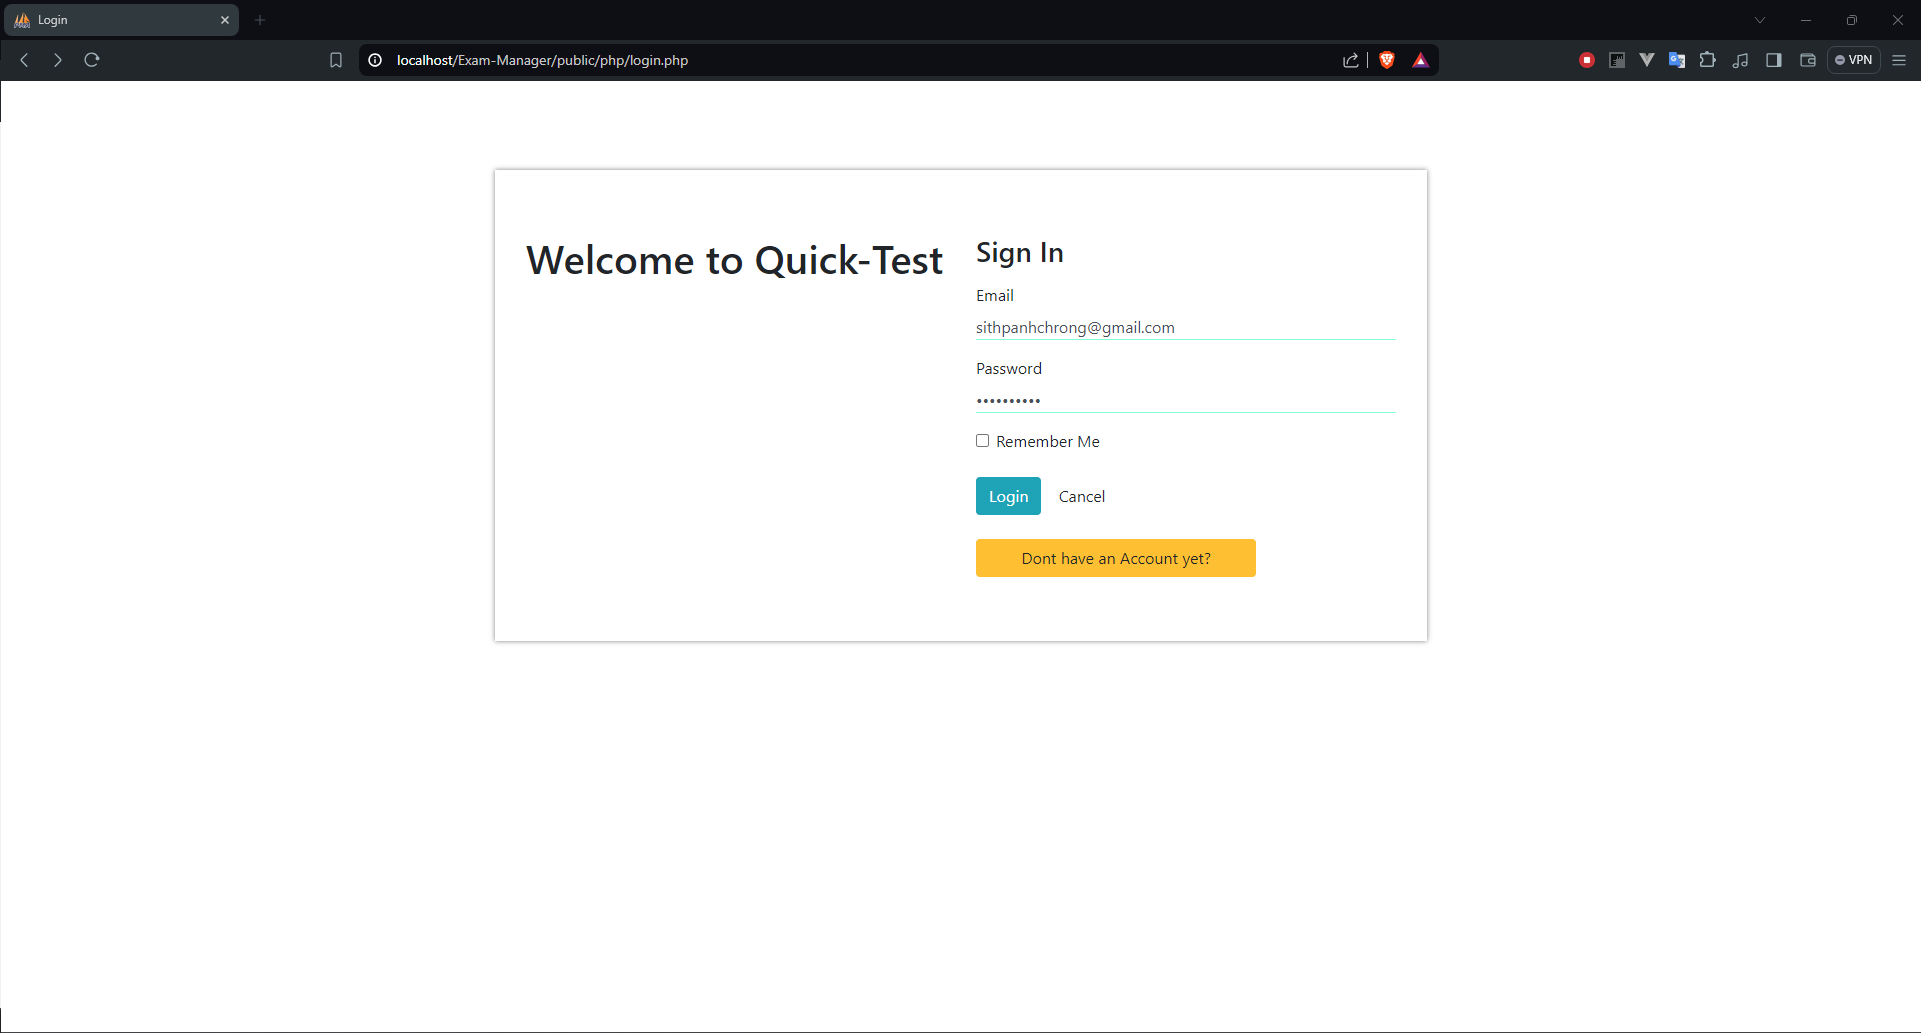 Login
localhost/Exam-Manager/public/php/login.php
VPN
Welcome to Quick-Test
Sign In
Email
sithpanhchrong@gmail.com
Password
••••••••••
Remember Me
Login
Cancel
Dont have an Account yet?